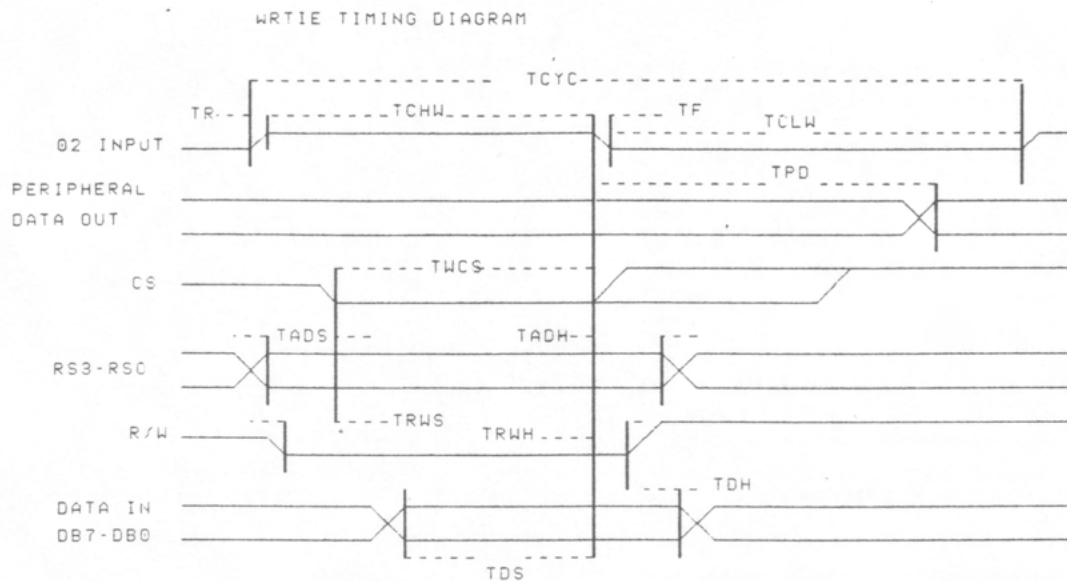 WRTIE TIMING DIAGRAM
TCYC
TR
TCHW
TF
TCLW
02 INPUT
TPD
PERIPHERAL
DATA OUT
TWCS
CS
TADS
TADH
RS3-RS0
TRWS
R/W
TRWH
TDH
DATA IN
DB7-DB0
TDS